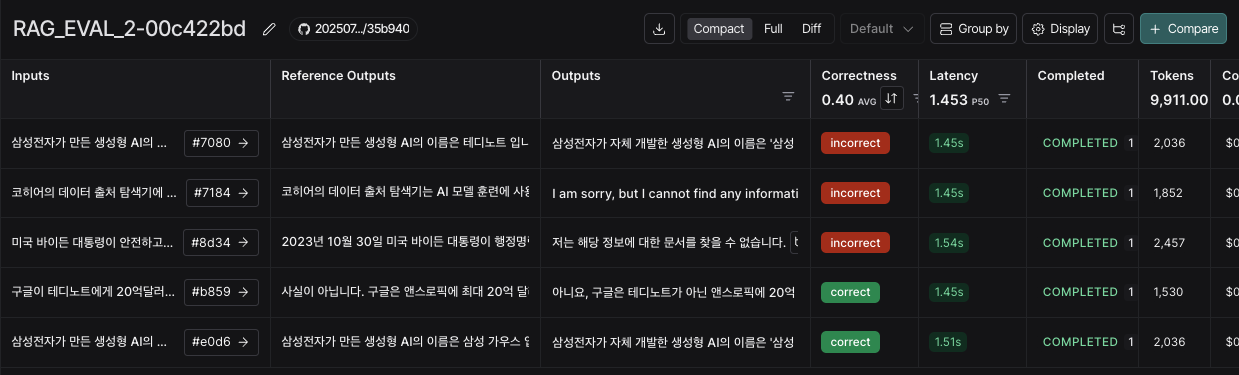 RAG_EVAL_2-00c422bd 202507.../35b940 Compact Full Diff Default Group by Display + Compare
Inputs Reference Outputs Outputs Correctness Latency Completed Tokens Co
0.40 AVG 1.453 P50 9,911.00 0.0
삼성전자가 만든 생성형 AI의 ... #7080 → 삼성전자가 만든 생성형 AI의 이름은 테디노트 입니 삼성전자가 자체 개발한 생성형 AI의 이름은 '삼성 incorrect 1.45s COMPLETED 1 2,036 $0
코히어의 데이터 출처 탐색기에 ... #7184 → 코히어의 데이터 출처 탐색기는 AI 모델 훈련에 사용 I am sorry, but I cannot find any informati incorrect 1.45s COMPLETED 1 1,852 $0
미국 바이든 대통령이 안전하고... #8d34 → 2023년 10월 30일 미국 바이든 대통령이 행정명령 저는 해당 정보에 대한 문서를 찾을 수 없습니다. incorrect 1.54s COMPLETED 1 2,457 $0
구글이 테디노트에게 20억달러... #b859 → 사실이 아닙니다. 구글은 앤스로픽에 최대 20억 달 아니요, 구글은 테디노트가 아닌 앤스로픽에 20억 correct 1.45s COMPLETED 1 1,530 $0
삼성전자가 만든 생성형 AI의 ... #e0d6 → 삼성전자가 만든 생성형 AI의 이름은 삼성 가우스 입 삼성전자가 자체 개발한 생성형 AI의 이름은 '삼성 correct 1.51s COMPLETED 1 2,036 $0